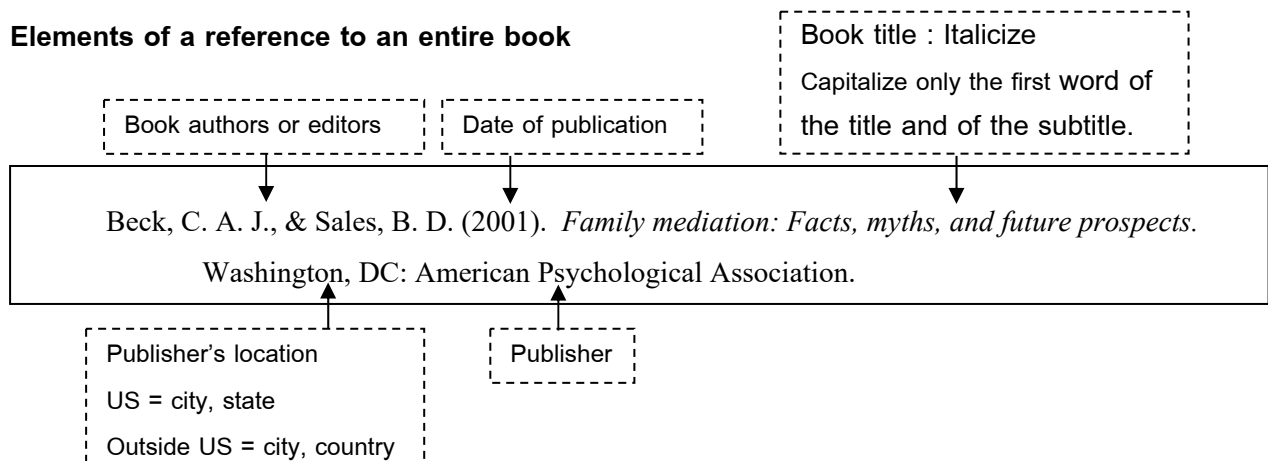 Elements of a reference to an entire book
Book title : Italicize
Capitalize only the first word of
the title and of the subtitle.
Book authors or editors
Date of publication
Beck, C. A. J., & Sales, B. D. (2001). Family mediation: Facts, myths, and future prospects.
Washington, DC: American Psychological Association.
Publisher's location
US = city, state
Outside US = city, country
Publisher